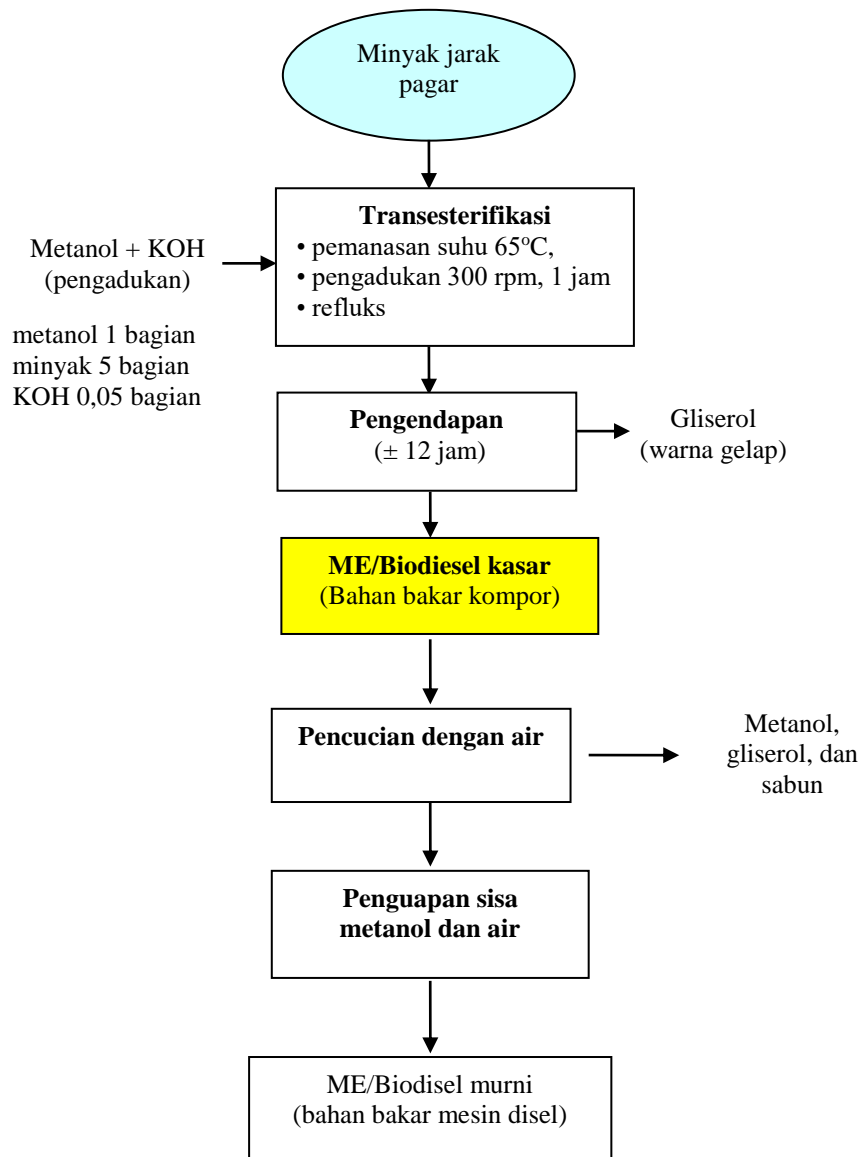 Minyak jarak
pagar
Transesterifikasi
• pemanasan suhu 65°C,
• pengadukan 300 rpm, 1 jam
• refluks
Metanol + KOH
(pengadukan)
metanol 1 bagian
minyak 5 bagian
KOH 0,05 bagian
Pengendapan
(± 12 jam)
Gliserol
(warna gelap)
ME/Biodiesel kasar
(Bahan bakar kompor)
Pencucian dengan air
Metanol,
gliserol, dan
sabun
Penguapan sisa
metanol dan air
ME/Biodisel murni
(bahan bakar mesin disel)